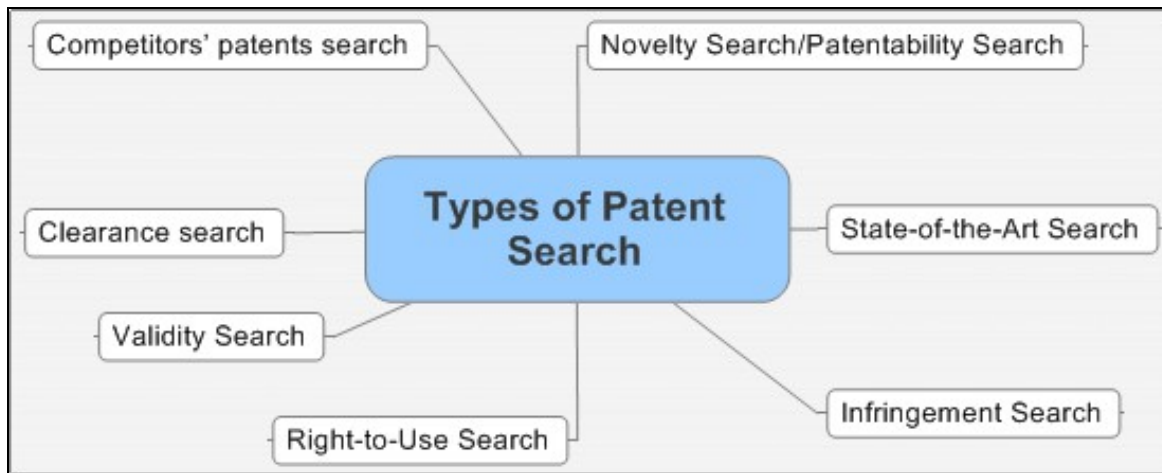 Competitors' patents search
Novelty Search/Patentability Search
Types of Patent
Search
Clearance search
State-of-the-Art Search
Validity Search
Infringement Search
Right-to-Use Search